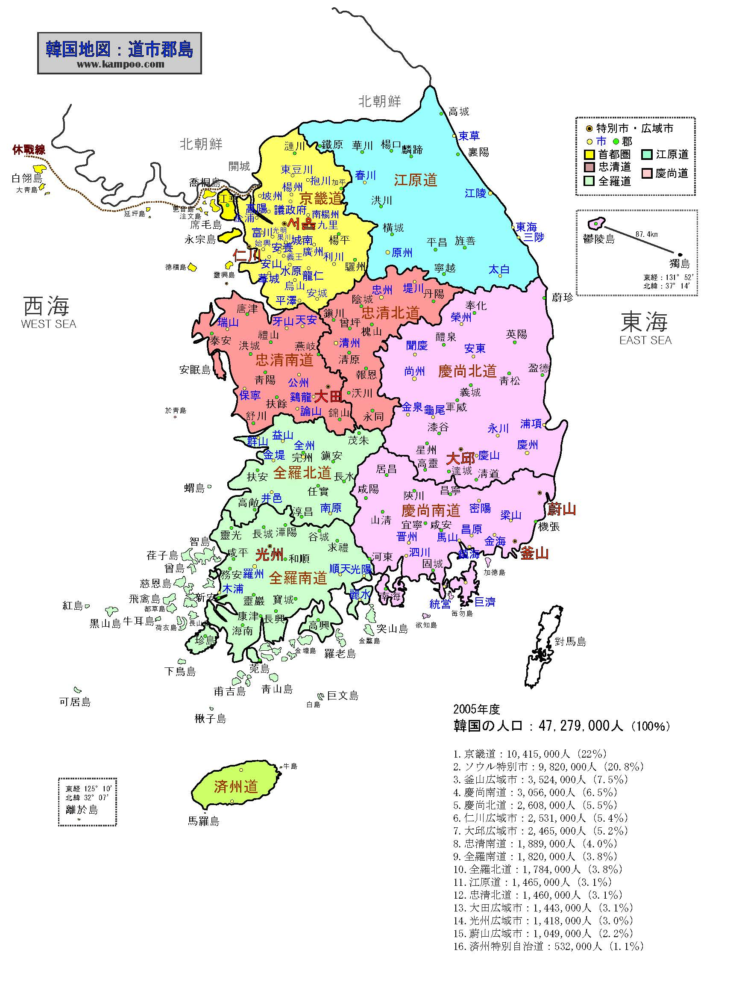 韓国地図：道市郡島
www.kampoo.com
北朝鮮
北朝鮮
開城
休戰線
白翎島
大青島
延坪島
喬桐島
江華
注文島
席毛島
永宗島
德積島
靈興島
特別市・広域市
市 郡
首都圏 江原道
忠清道 慶尚道
全羅道
鬱陵島
87.4km
獨島
東経：131° 52'
北緯：37° 14'
西海
WEST SEA
東海
EAST SEA
高城
束草
襄陽
鐵原
華川
楊口
麟蹄
春川
江原道
江陵
洪川
橫城
東海
三陟
平昌
旌善
原州
寧越
太白
漣川
東豆川
抱川
加平
楊州
坡州
京畿道
高陽
議政府
南楊州
金浦
서울
九里
富川
光明
果川
城南
楊平
始興
安養
廣州
仁川
義王
利川
安山
水原
龍仁
驪州
華城
烏山
安城
平澤
忠州
堤川
丹陽
陰城
鎭川
忠清北道
曾坪
槐山
清州
淸原
報恩
沃川
永同
唐津
瑞山
牙山
天安
泰安
禮山
洪城
燕岐
忠清南道
安眠島
靑陽
公州
保寧
鷄龍
大田
扶餘
論山
錦山
舒川
於青島
蔚珍
奉化
榮州
醴泉
英陽
聞慶
安東
尚州
慶尚北道
盈德
靑松
義城
金泉
龜尾
軍威
漆谷
永川
浦項
星州
慶州
大邱
慶山
高靈
達城
淸道
群山
益山
全州
茂朱
金堤
完州
鎭安
全羅北道
扶安
長水
任實
蝟島
井邑
高敞
淳昌
南原
居昌
咸陽
陜川
昌寧
慶尚南道
密陽
蔚山
山淸
梁山
宜寧
咸安
機張
晋州
馬山
昌原
金海
泗川
鎭海
釜山
河東
固城
加德島
南海
統営
巨濟
每勿島
欲知島
靈光
長城
潭陽
谷城
智島
求禮
荏子島
咸平
光州
和順
曾島
務安
羅州
全羅南道
順天
光陽
慈恩島
木浦
飛禽島
新安
靈巖
寶城
麗水
都草島
紅島
黒山島
牛耳島
荷衣島
長山島
康津
長興
高興
海南
突山島
珍島
金鰲島
金塘島
羅老島
下鳥島
莞島
甫吉島
靑山島
巨文島
白島
可居島
楸子島
對馬島
済州道
牛島
馬羅島
東経 125° 10'
北緯 32° 07'
離於島
2005年度
韓国の人口：47,279,000人（100%）
1. 京畿道：10,415,000人（22%）
2. ソウル特別市：9,820,000人（20.8%）
3. 釜山広域市：3,524,000人（7.5%）
4. 慶尚南道：3,056,000人（6.5%）
5. 慶尚北道：2,608,000人（5.5%）
6. 仁川広域市：2,531,000人（5.4%）
7. 大邱広域市：2,465,000人（5.2%）
8. 忠清南道：1,889,000人（4.0%）
9. 全羅南道：1,820,000人（3.8%）
10. 全羅北道：1,784,000人（3.8%）
11. 江原道：1,465,000人（3.1%）
12. 忠清北道：1,460,000人（3.1%）
13. 大田広域市：1,443,000人（3.1%）
14. 光州広域市：1,418,000人（3.0%）
15. 蔚山広域市：1,049,000人（2.2%）
16. 済州特別自治道：532,000人（1.1%）